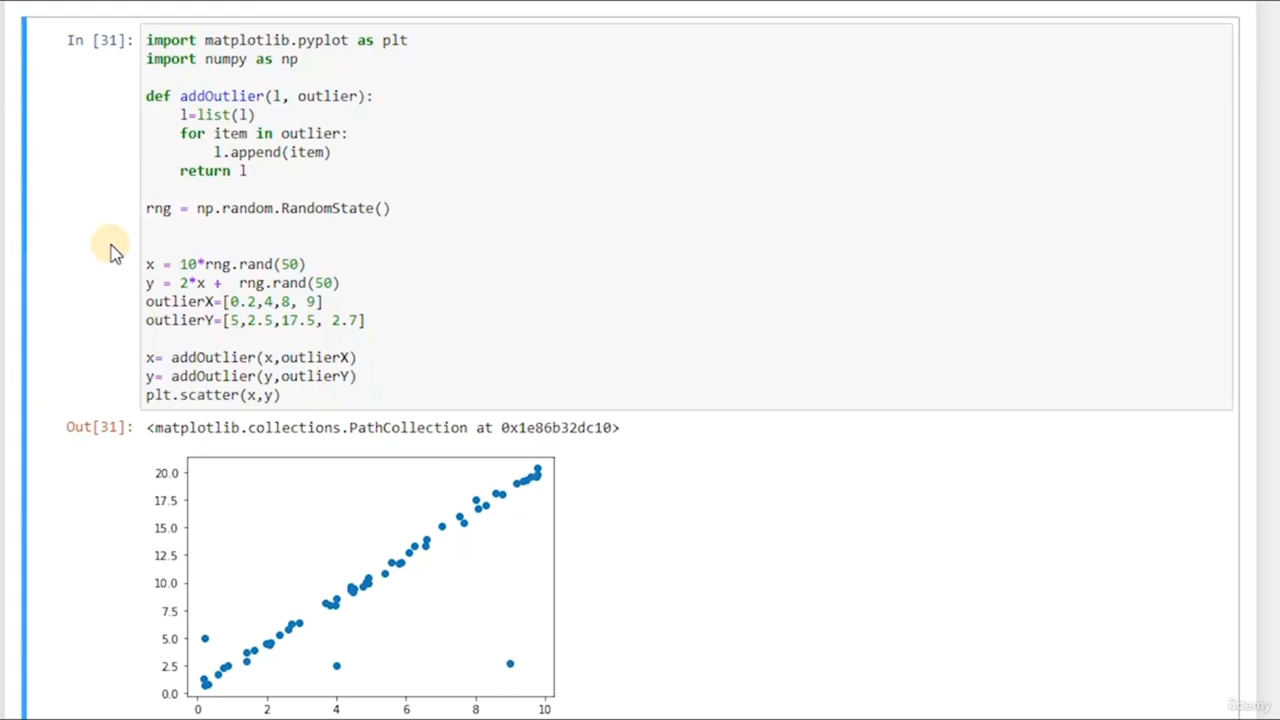 In [31]: import matplotlib.pyplot as plt
import numpy as np
def addOutlier(l, outlier):
l=list(l)
for item in outlier:
l.append(item)
return l
rng = np.random.RandomState()
x = 10*rng.rand(50)
y = 2*x +  rng.rand(50)
outlierX=[0.2,4,8, 9]
outlierY=[5,2.5,17.5, 2.7]
x= addOutlier(x,outlierX)
y= addOutlier(y,outlierY)
plt.scatter(x,y)
Out[31]: <matplotlib.collections.PathCollection at 0x1e86b32dc10>
20.0
17.5
15.0
12.5
10.0
7.5
5.0
2.5
0.0
0 2 4 6 8 10
ûdemy